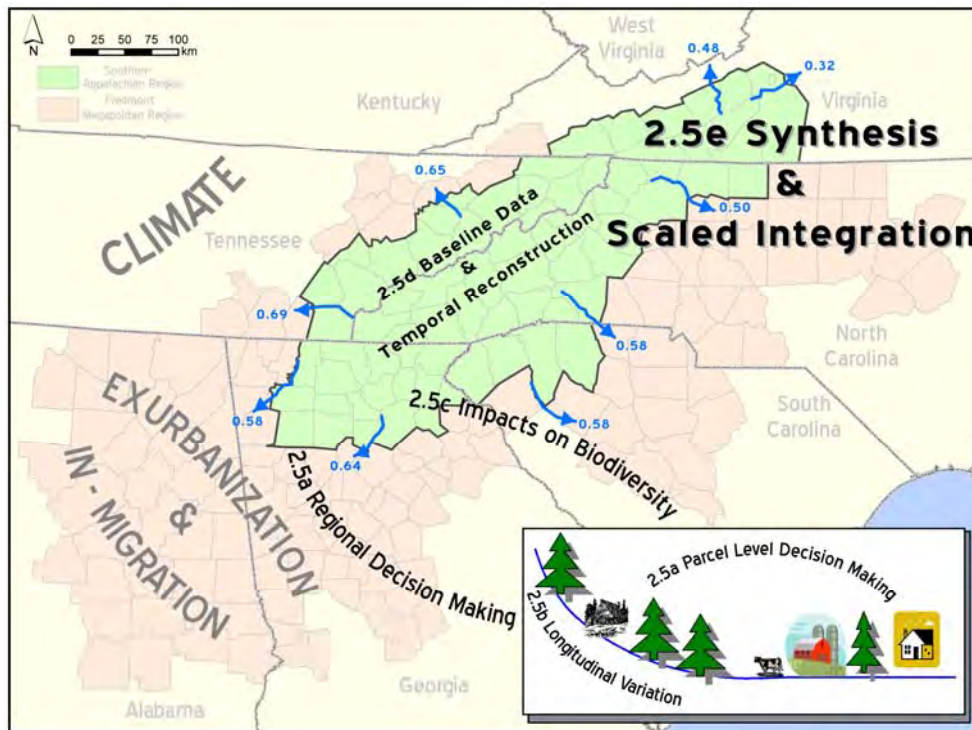 N
0 25 50 75 100
km
Southern
Appalachian Region
Piedmont
Megapolitan Region
West
Virginia
Kentucky
Virginia
0.48
0.32
2.5e Synthesis
&
Scaled Integration
CLIMATE
Tennessee
0.65
0.50
2.5d Baseline Data
&
Temporal Reconstruction
0.69
0.58
North
Carolina
South
Carolina
0.58
0.58
0.64
2.5c Impacts on Biodiversity
2.5a Regional Decision Making
EXURBANIZATION
&
IN - MIGRATION
Georgia
Alabama
2.5a Parcel Level Decision Making
2.5b Longitudinal Variation